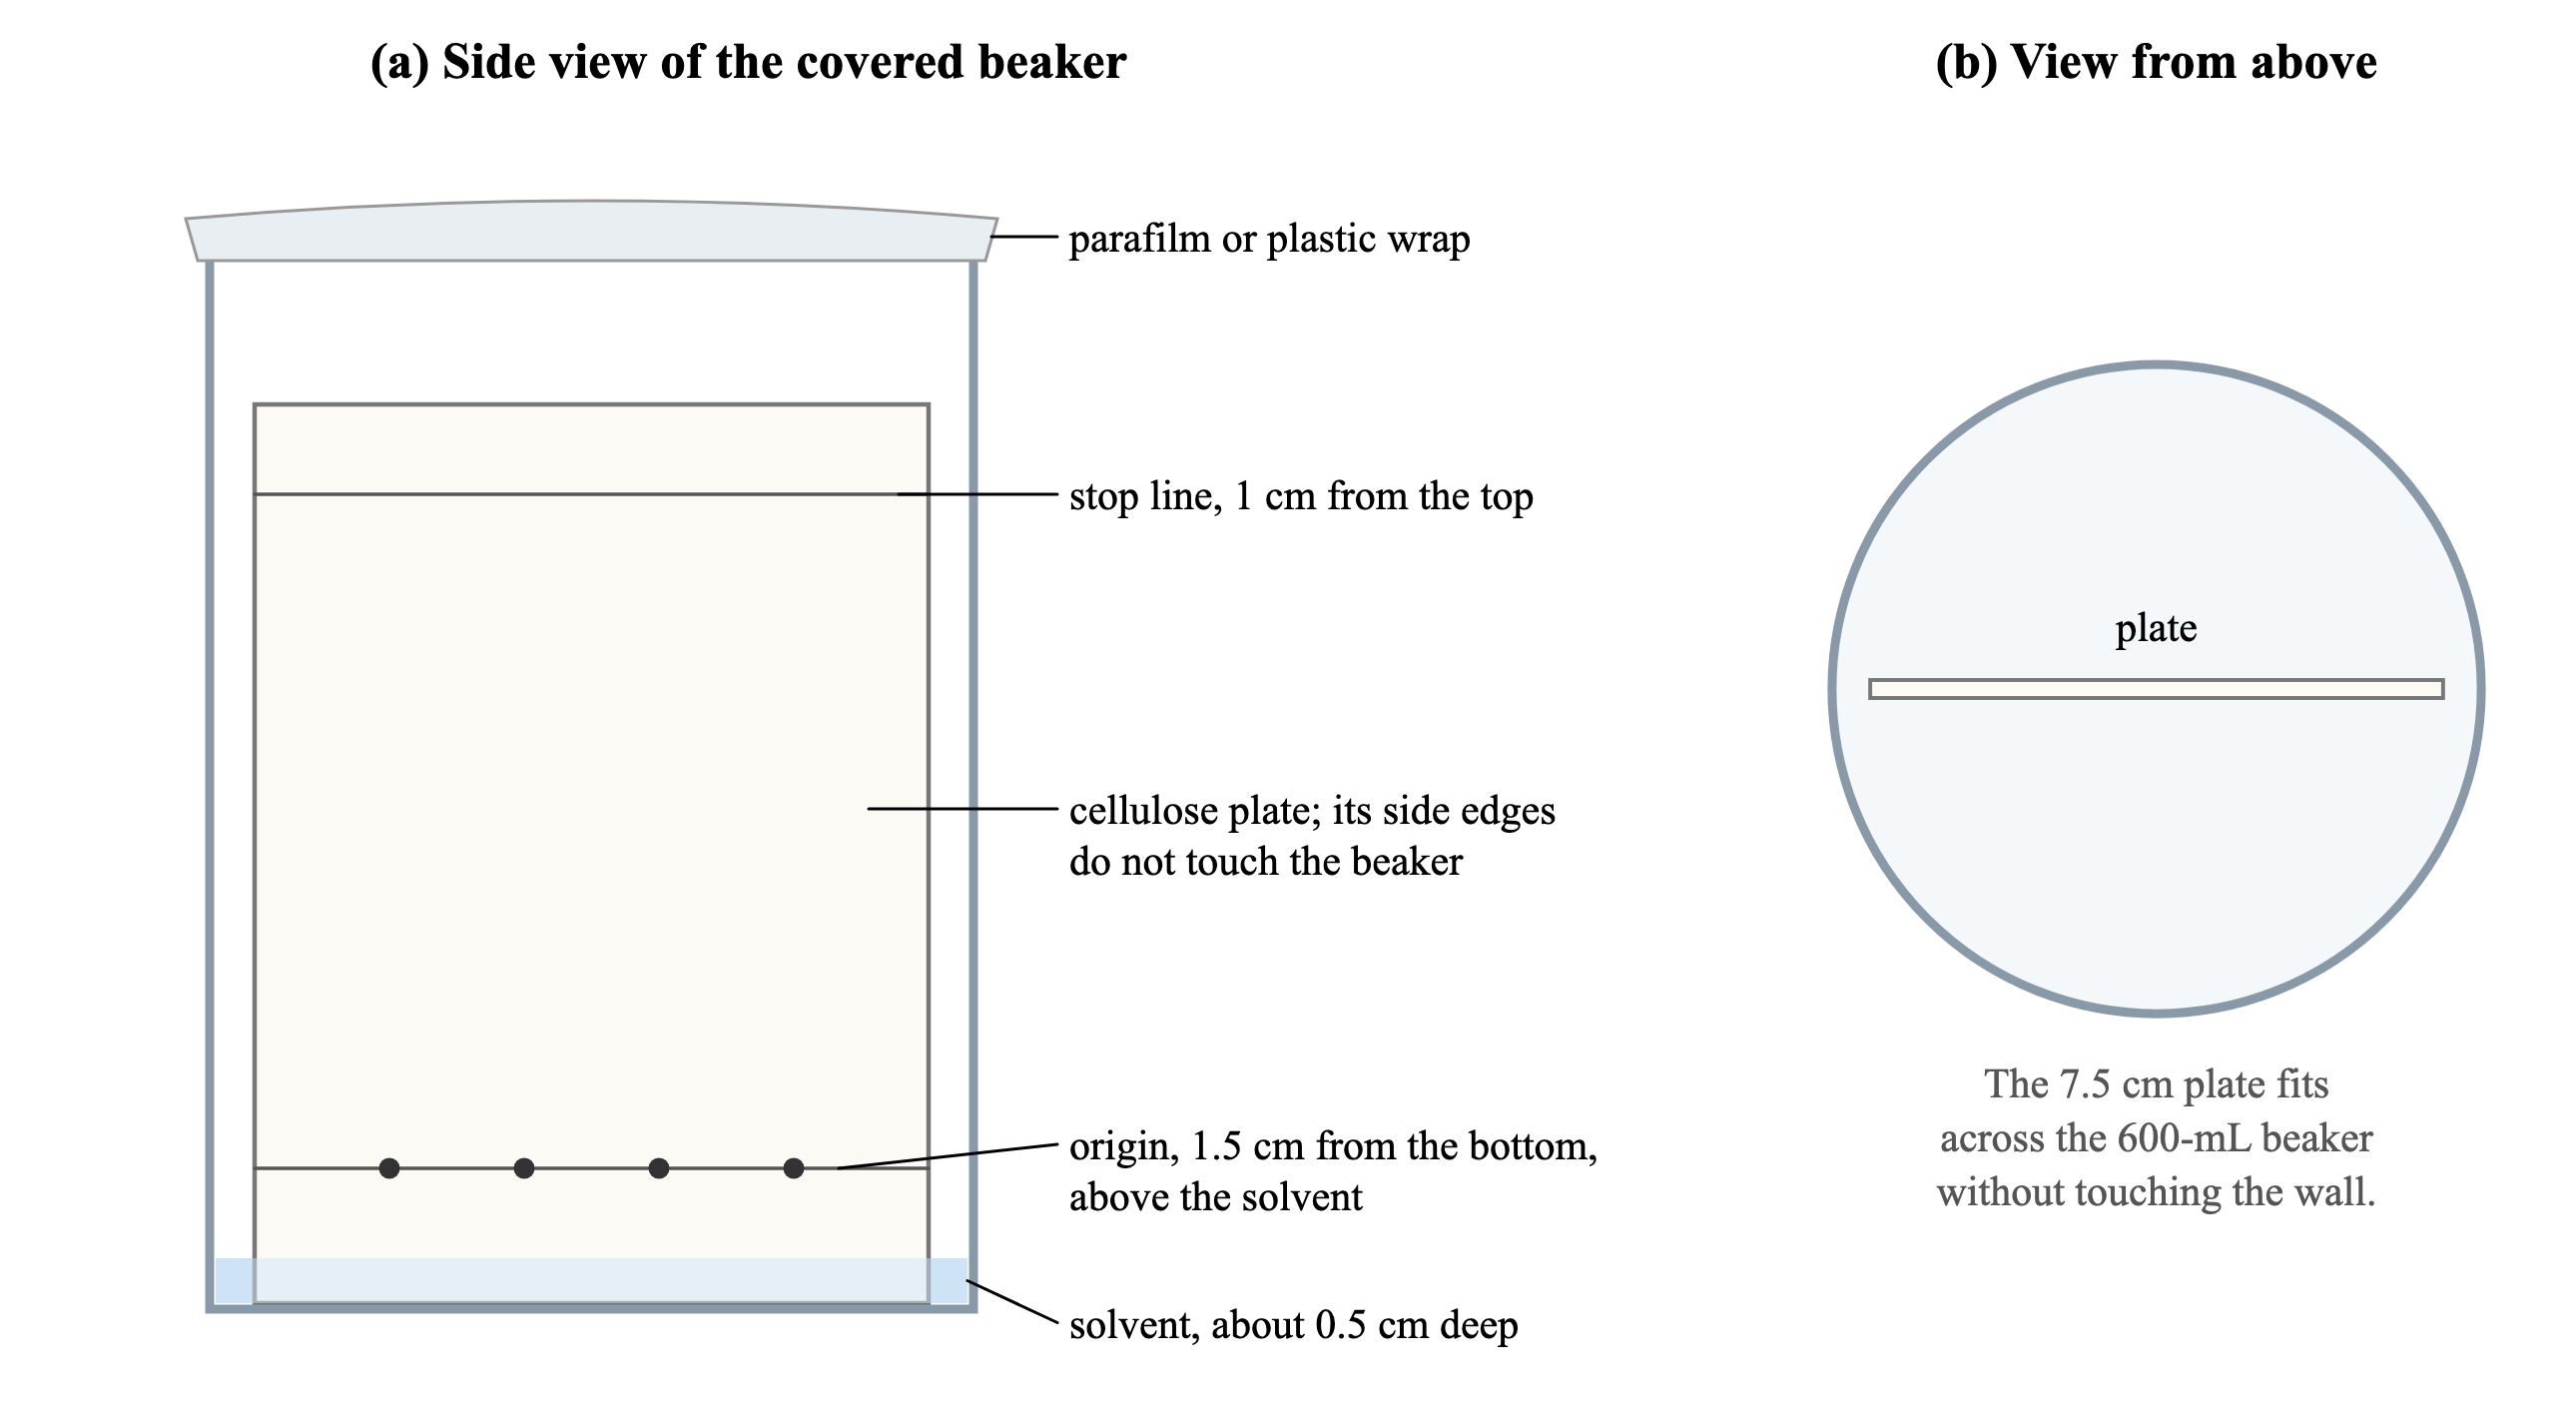 (a) Side view of the covered beaker
parafilm or plastic wrap
stop line, 1 cm from the top
cellulose plate; its side edges
do not touch the beaker
origin, 1.5 cm from the bottom,
above the solvent
solvent, about 0.5 cm deep
(b) View from above
plate
The 7.5 cm plate fits
across the 600-mL beaker
without touching the wall.